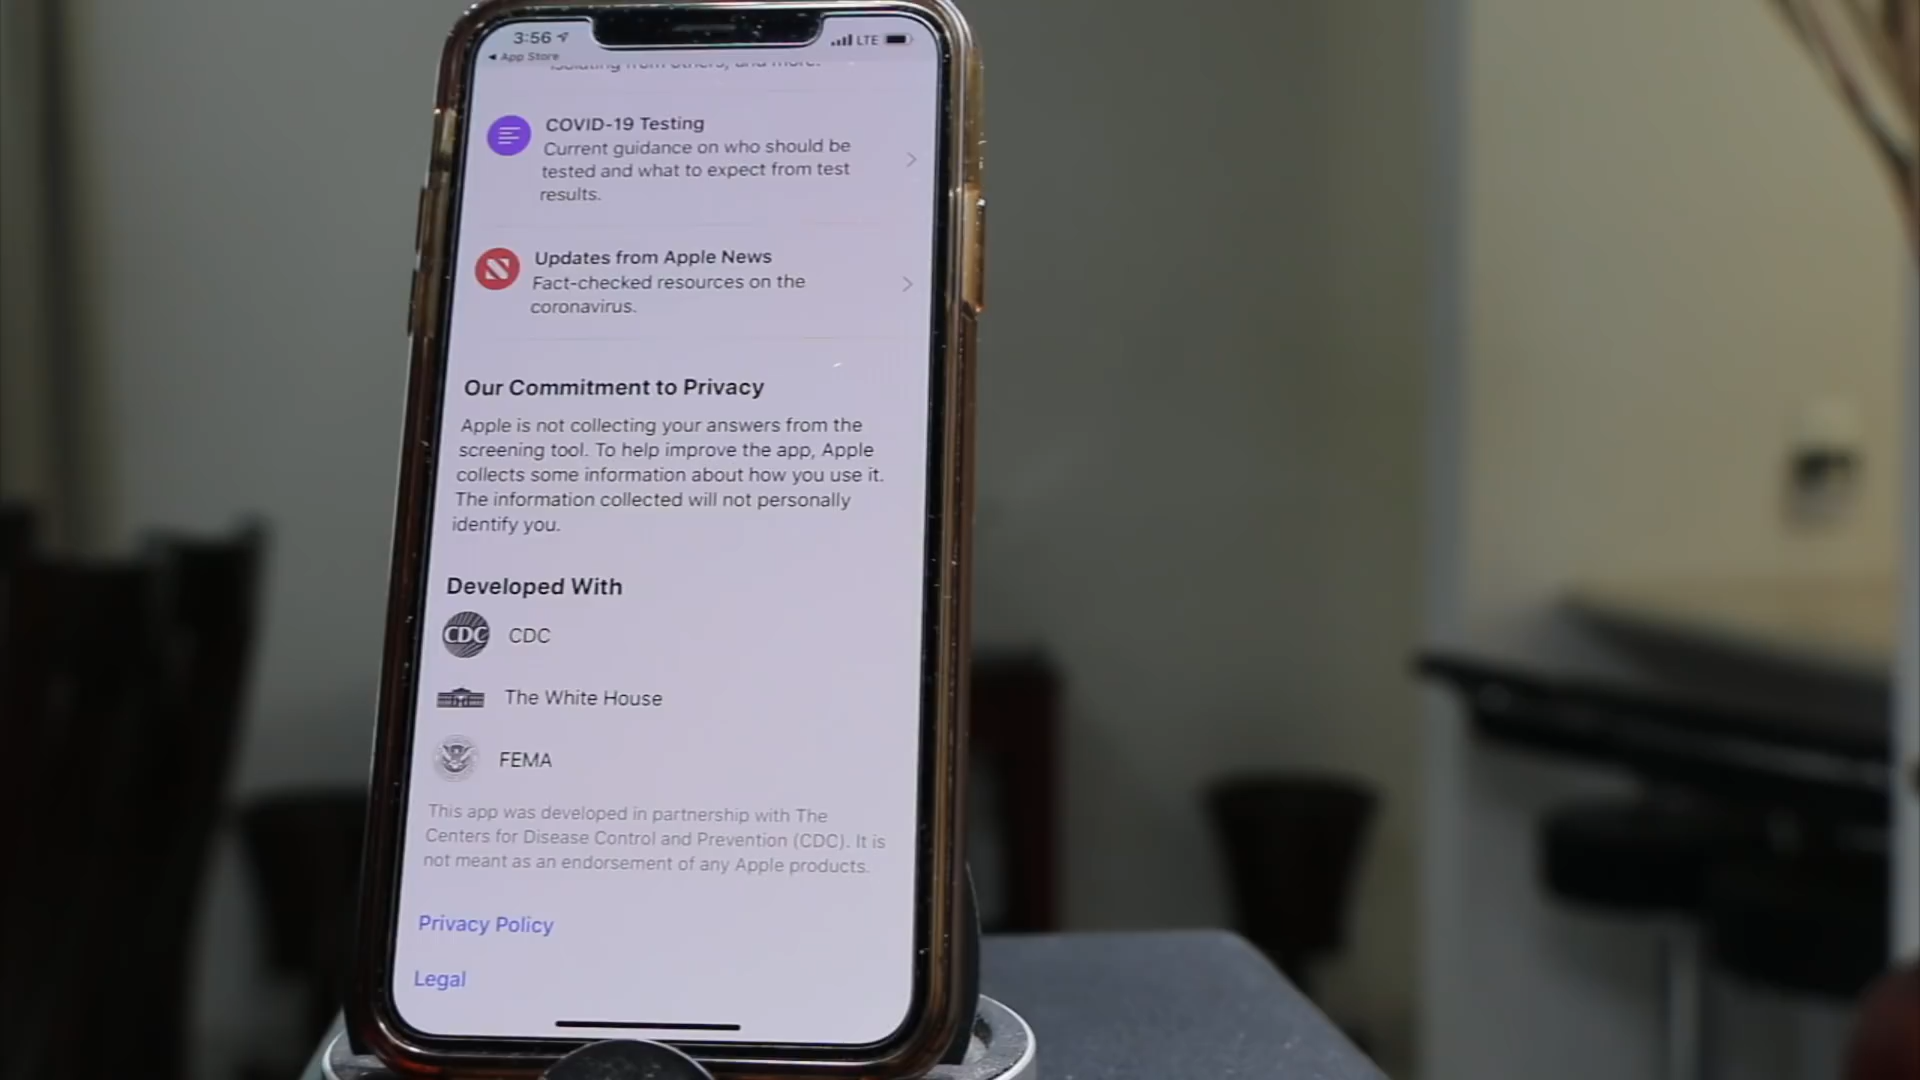 3:56
LTE
App Store
isolating from others, and more.
COVID-19 Testing
Current guidance on who should be
tested and what to expect from test
results.
Updates from Apple News
Fact-checked resources on the
coronavirus.
Our Commitment to Privacy
Apple is not collecting your answers from the
screening tool. To help improve the app, Apple
collects some information about how you use it.
The information collected will not personally
identify you.
Developed With
CDC CDC
The White House
FEMA
This app was developed in partnership with The
Centers for Disease Control and Prevention (CDC). It is
not meant as an endorsement of any Apple products.
Privacy Policy
Legal